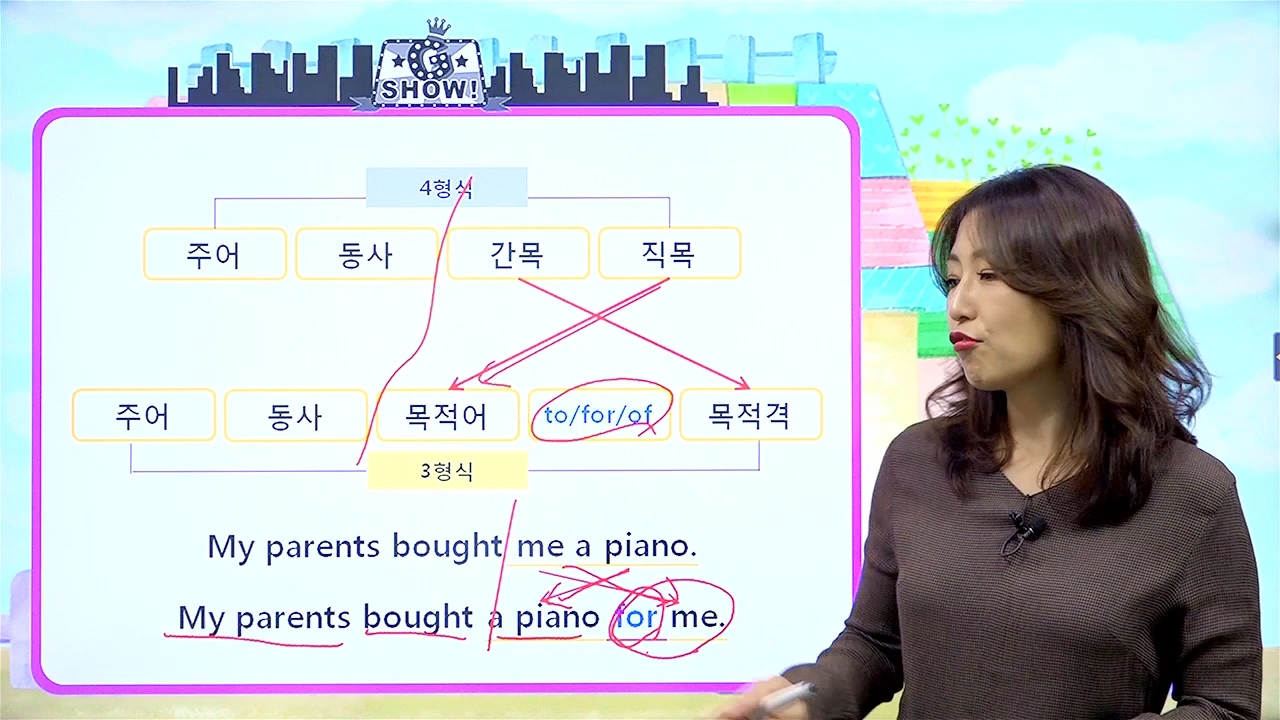 G
SHOW!
4형식
주어 동사 간목 직목
주어 동사 목적어 to/for/of 목적격
3형식
My parents bought me a piano.
My parents bought a piano for me.